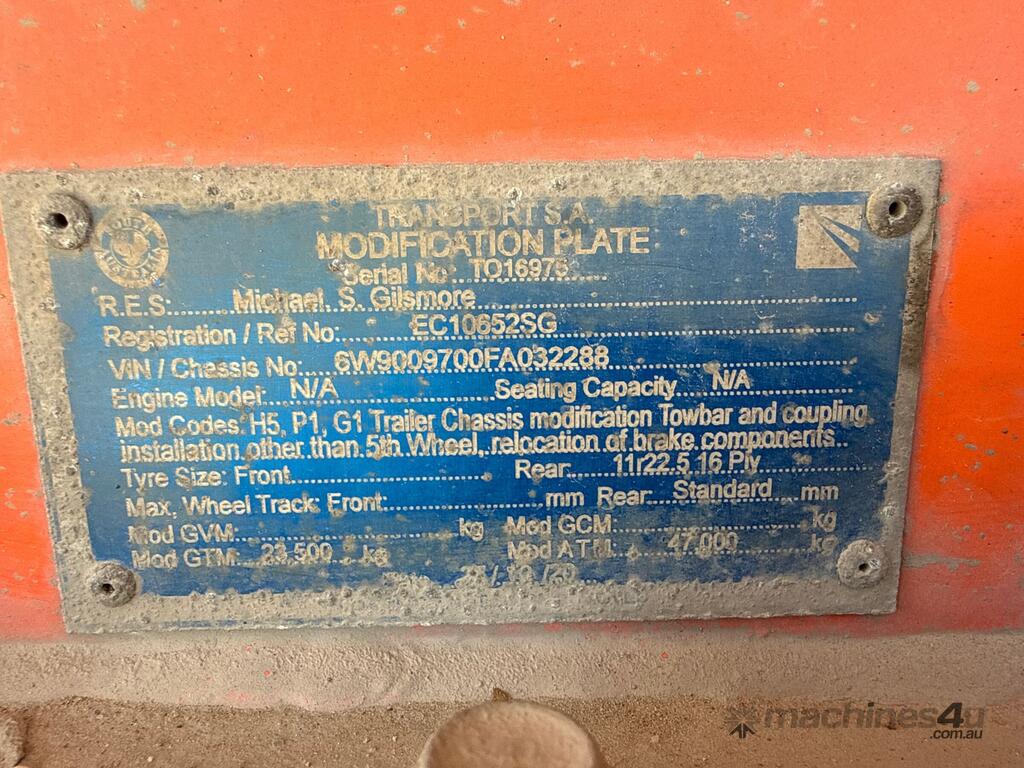 TRANSPORT S.A.
MODIFICATION PLATE
SOUTH AUSTRALIA
Serial No: TO16975
R.E.S: Michael. S. Gilsmore
Registration / Ref No: EC10652SG
VIN / Chassis No: 6W9009700FA032288
Engine Model: N/A Seating Capacity N/A
Mod Codes: H5, P1, G1 Trailer Chassis modification Towbar and coupling
installation other than 5th Wheel, relocation of brake components
Tyre Size: Front Rear: 11r22.5 16 Ply
Max. Wheel Track: Front: mm Rear: Standard mm
Mod GVM: kg Mod GCM: kg
Mod GTM: 23,500 kg Mod ATM: 47,000 kg
machines4u
.com.au